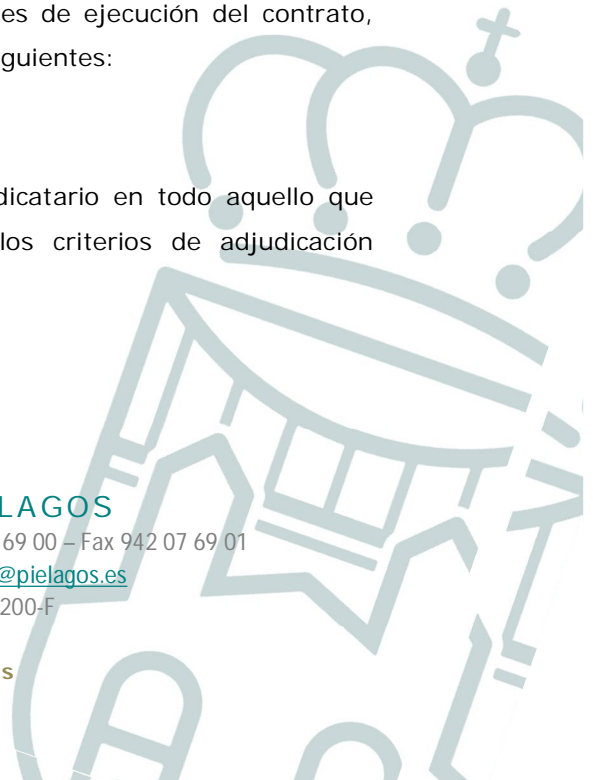 es de ejecución del contrato,
guientes:
dicatario en todo aquello que
los criterios de adjudicación
LAGOS
69 00 – Fax 942 07 69 01
@pielagos.es
200-F
s